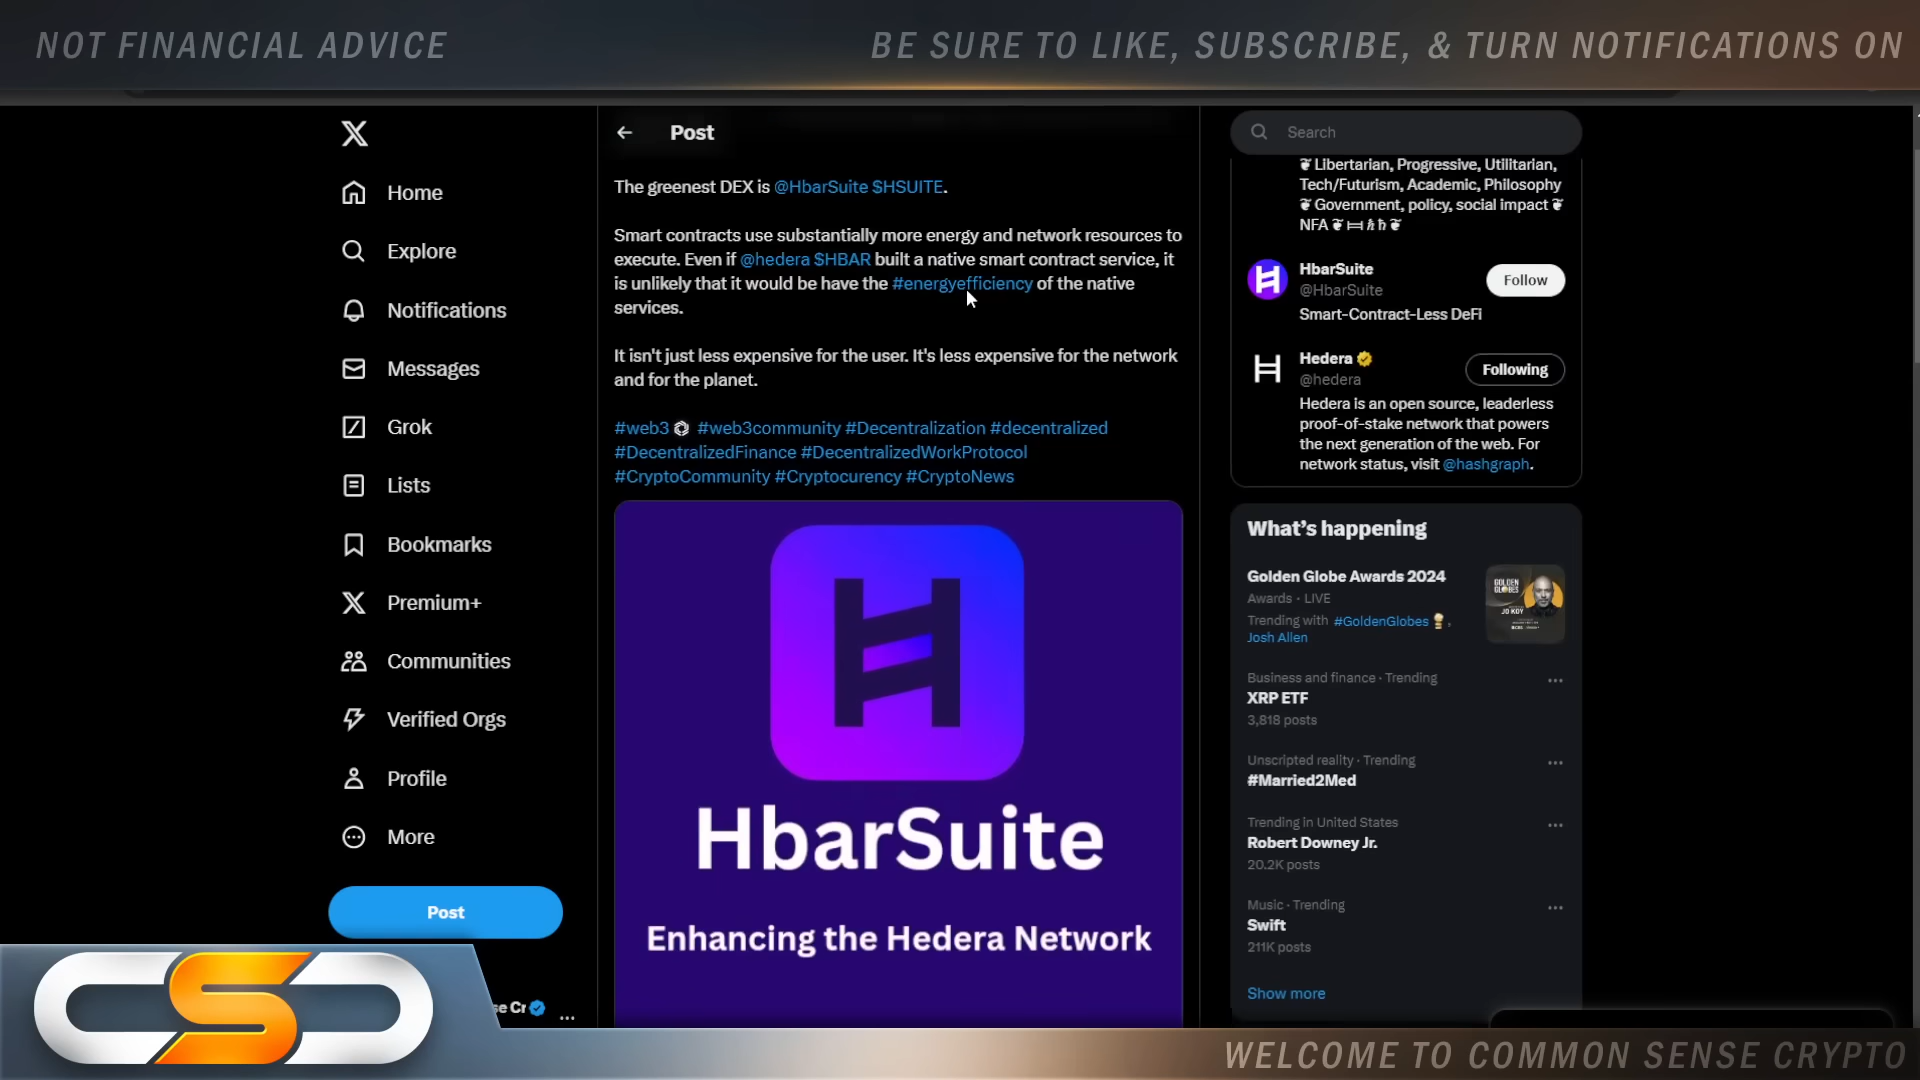 NOT FINANCIAL ADVICE
BE SURE TO LIKE, SUBSCRIBE, & TURN NOTIFICATIONS ON
Home
Explore
Notifications
Messages
Grok
Lists
Bookmarks
Premium+
Communities
Verified Orgs
Profile
More
Post
se Cr
Post
The greenest DEX is @HbarSuite $HSUITE.
Smart contracts use substantially more energy and network resources to
execute. Even if @hedera $HBAR built a native smart contract service, it
is unlikely that it would be have the #energyefficiency of the native
services.
It isn't just less expensive for the user. It's less expensive for the network
and for the planet.
#web3 #web3community #Decentralization #decentralized
#DecentralizedFinance #DecentralizedWorkProtocol
#CryptoCommunity #Cryptocurency #CryptoNews
HbarSuite
Enhancing the Hedera Network
Search
Libertarian, Progressive, Utilitarian,
Tech/Futurism, Academic, Philosophy
Government, policy, social impact
NFA
HbarSuite
@HbarSuite
Follow
Smart-Contract-Less DeFi
Hedera
@hedera
Following
Hedera is an open source, leaderless
proof-of-stake network that powers
the next generation of the web. For
network status, visit @hashgraph.
What's happening
Golden Globe Awards 2024
Awards · LIVE
Trending with #GoldenGlobes,
Josh Allen
GOLDEN
GLOBES
JO KOY
Business and finance · Trending
XRP ETF
3,818 posts
Unscripted reality · Trending
#Married2Med
Trending in United States
Robert Downey Jr.
20.2K posts
Music · Trending
Swift
211K posts
Show more
CSC
WELCOME TO COMMON SENSE CRYPTO